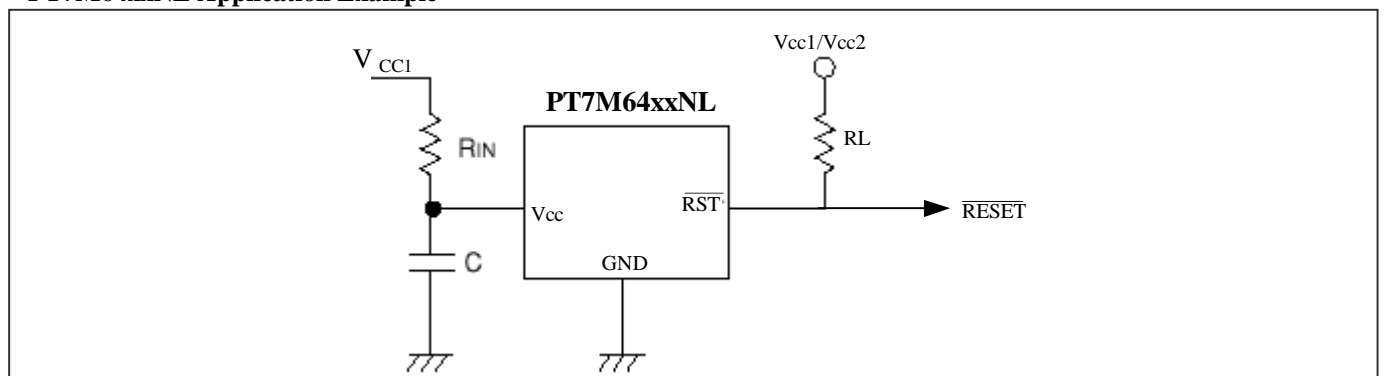 Vcc1/Vcc2
V CC1
PT7M64xxNL
RIN
RL
Vcc
RST
RESET
C
GND